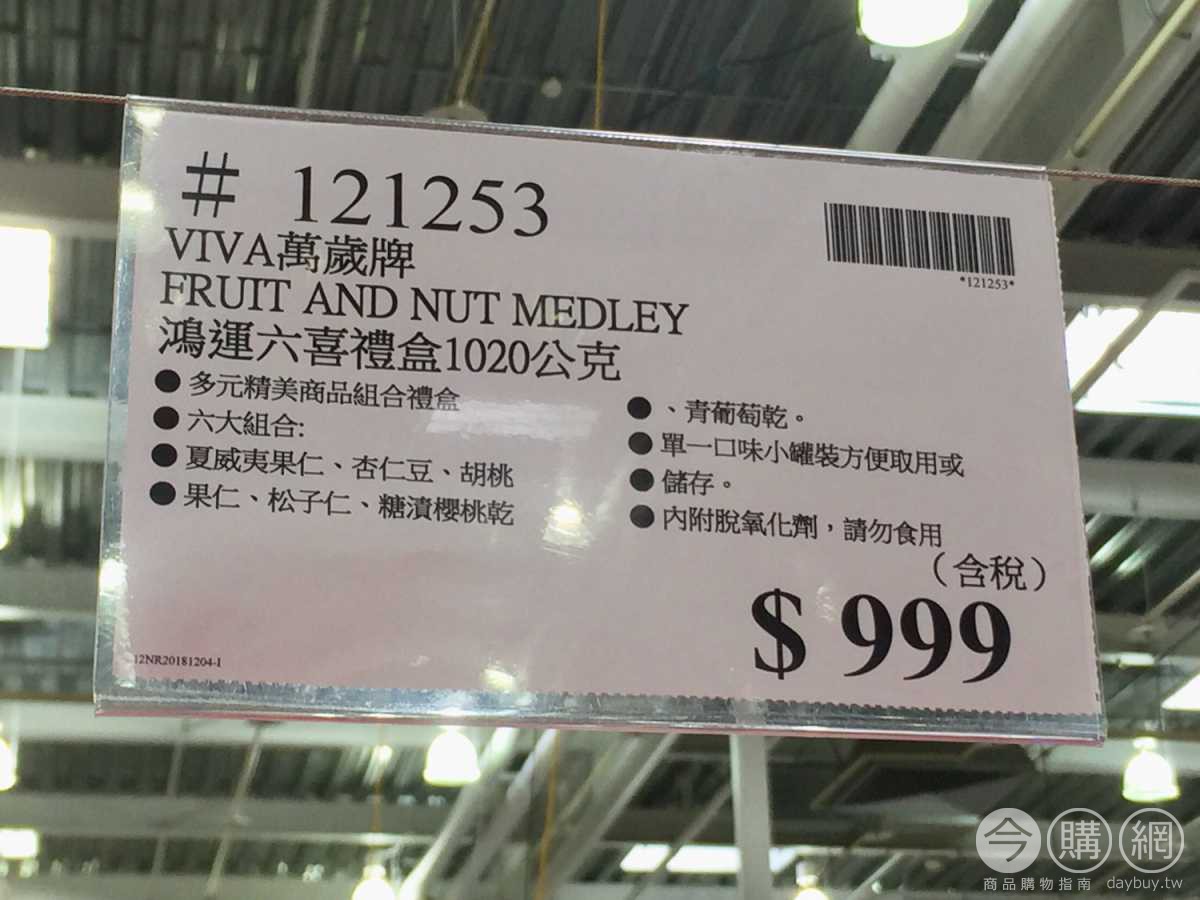 # 121253
*121253*
VIVA萬歲牌
FRUIT AND NUT MEDLEY
鴻運六喜禮盒1020公克
●多元精美商品組合禮盒
●六大組合:
●夏威夷果仁、杏仁豆、胡桃
●果仁、松子仁、糖漬櫻桃乾
●、青葡萄乾。
●單一口味小罐裝方便取用或
●儲存。
●內附脫氧化劑，請勿食用
（含稅）
$ 999
12NR20181204-I
今購網
商品購物指南 daybuy.tw